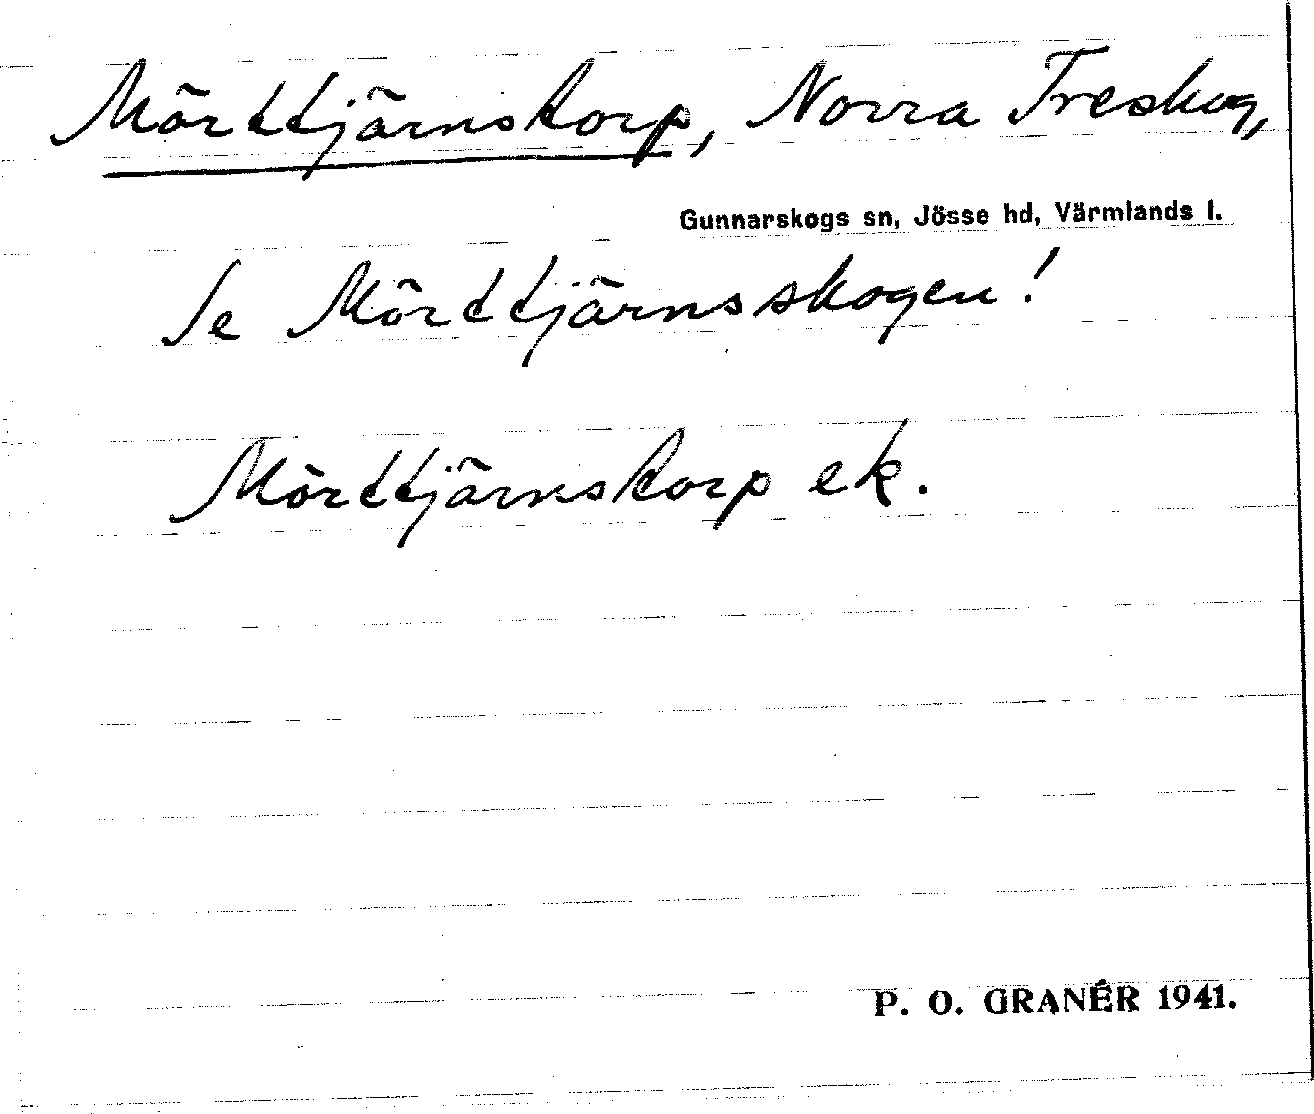 Mörttjärnstorp, Norra Treskog,
Gunnarskogs sn, Jösse hd, Värmlands l.
Se Mörttjärnsskogen!
Mörttjärnstorp ek.
P. O. GRANÉR 1941.